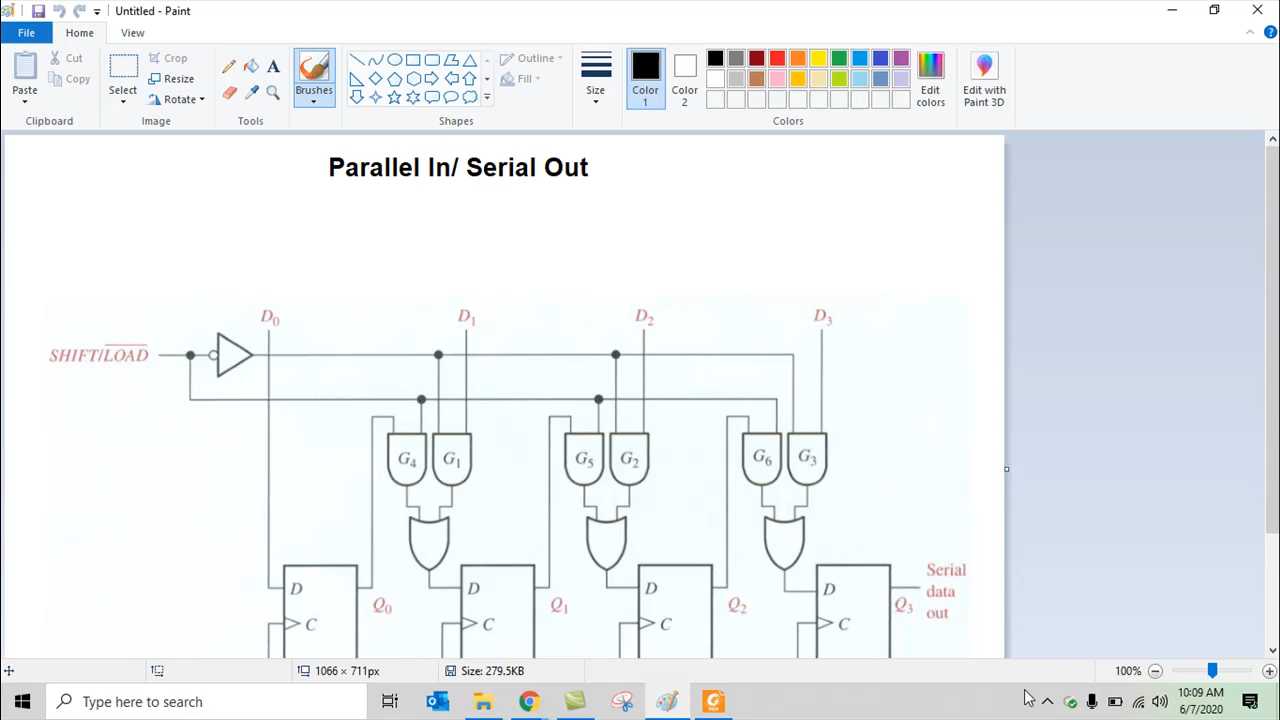 Untitled - Paint
File Home View
Paste Cut Copy Clipboard
Select Crop Resize Rotate Image
A Tools
Brushes
Outline Fill Shapes
Size
Color 1 Color 2 Edit colors Colors
Edit with Paint 3D
Parallel In/ Serial Out
D0 D1 D2 D3
SHIFT/LOAD
G4 G1 G5 G2 G6 G3
D D D D
Serial data out
Q0 Q1 Q2 Q3
C C C C
1066 × 711px Size: 279.5KB 100%
Type here to search
10:09 AM
6/7/2020